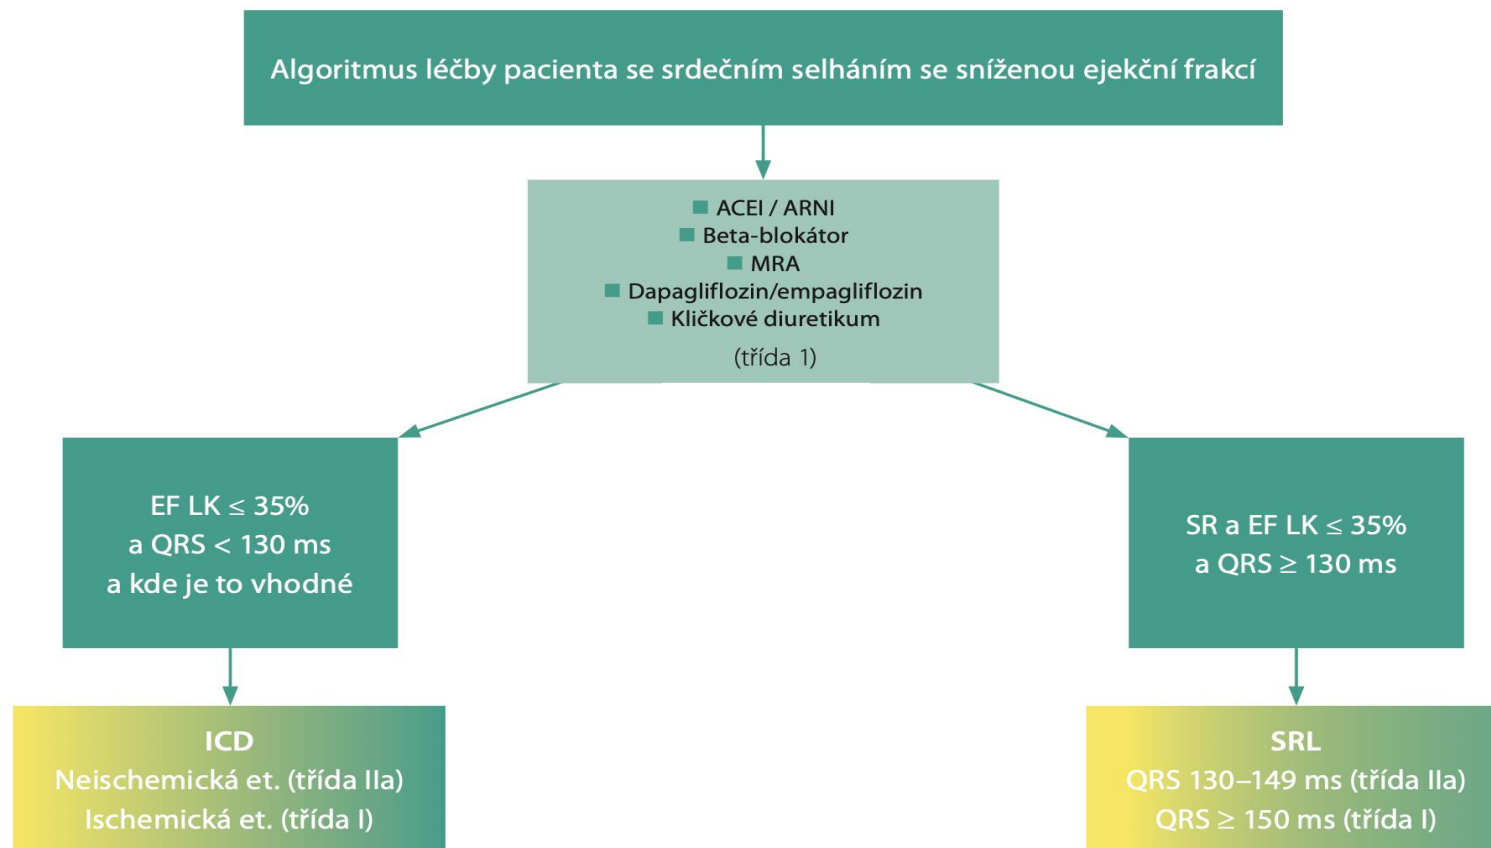 Algoritmus léčby pacienta se srdečním selháním se sníženou ejekční frakcí
■ ACEI / ARNI
■ Beta-blokátor
■ MRA
■ Dapagliflozin/empagliflozin
■ Kličkové diuretikum
(třída 1)
EF LK ≤ 35%
a QRS < 130 ms
a kde je to vhodné
SR a EF LK ≤ 35%
a QRS ≥ 130 ms
ICD
Neischemická et. (třída IIa)
Ischemická et. (třída I)
SRL
QRS 130–149 ms (třída IIa)
QRS ≥ 150 ms (třída I)